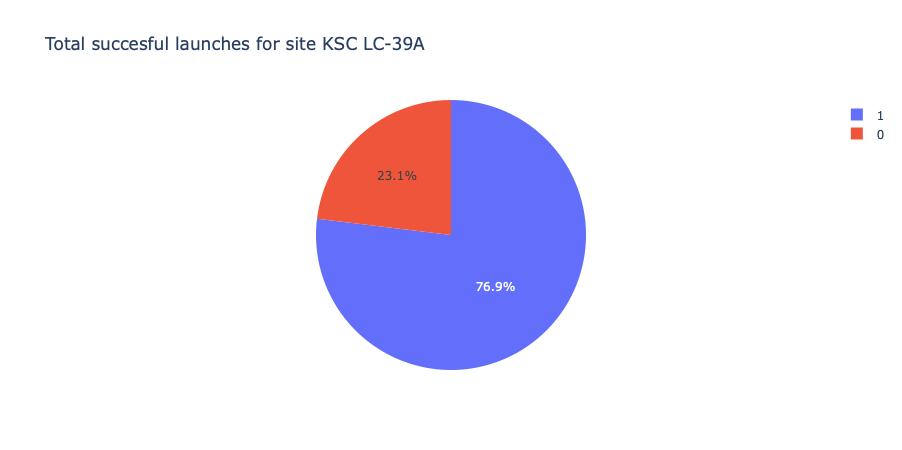 Total succesful launches for site KSC LC-39A
1
0
23.1%
76.9%